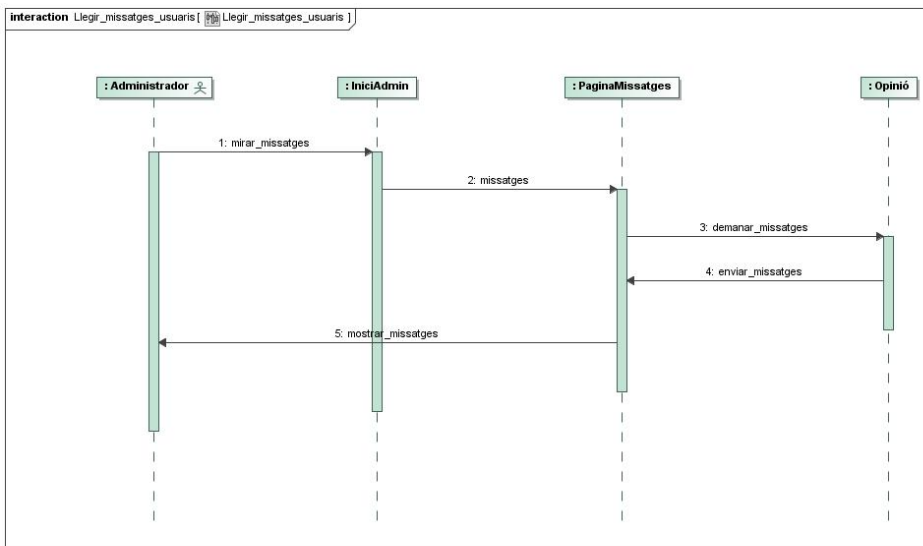 interaction Llegir_missatges_usuaris [ Llegir_missatges_usuaris ]
: Administrador
: IniciAdmin
: PaginaMissatges
: Opinió
1: mirar_missatges
2: missatges
3: demanar_missatges
4: enviar_missatges
5: mostrar_missatges